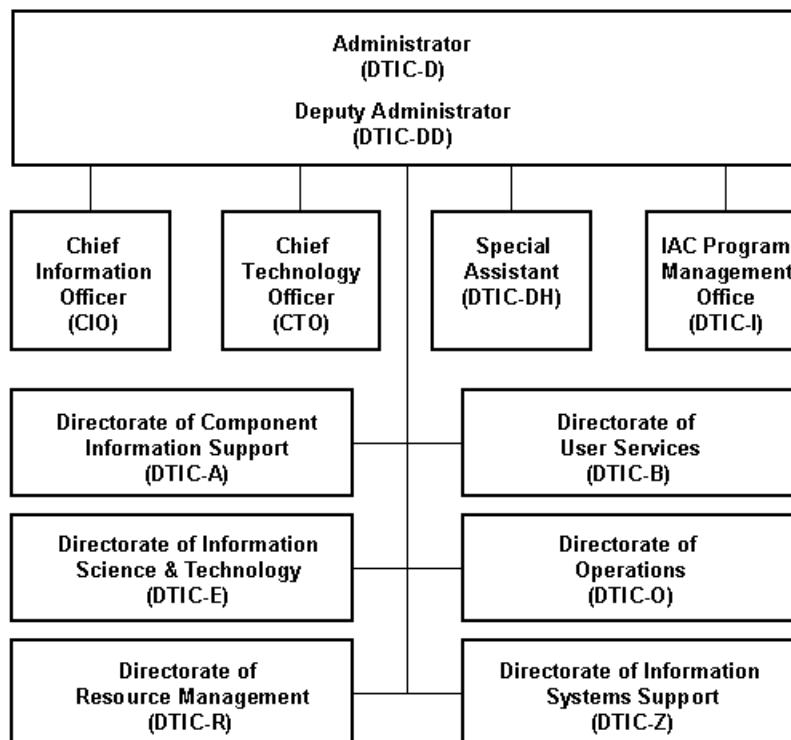 Administrator
(DTIC-D)
Deputy Administrator
(DTIC-DD)
Chief
Information
Officer
(CIO)
Chief
Technology
Officer
(CTO)
Special
Assistant
(DTIC-DH)
IAC Program
Management
Office
(DTIC-I)
Directorate of Component
Information Support
(DTIC-A)
Directorate of
User Services
(DTIC-B)
Directorate of Information
Science & Technology
(DTIC-E)
Directorate of
Operations
(DTIC-O)
Directorate of
Resource Management
(DTIC-R)
Directorate of Information
Systems Support
(DTIC-Z)